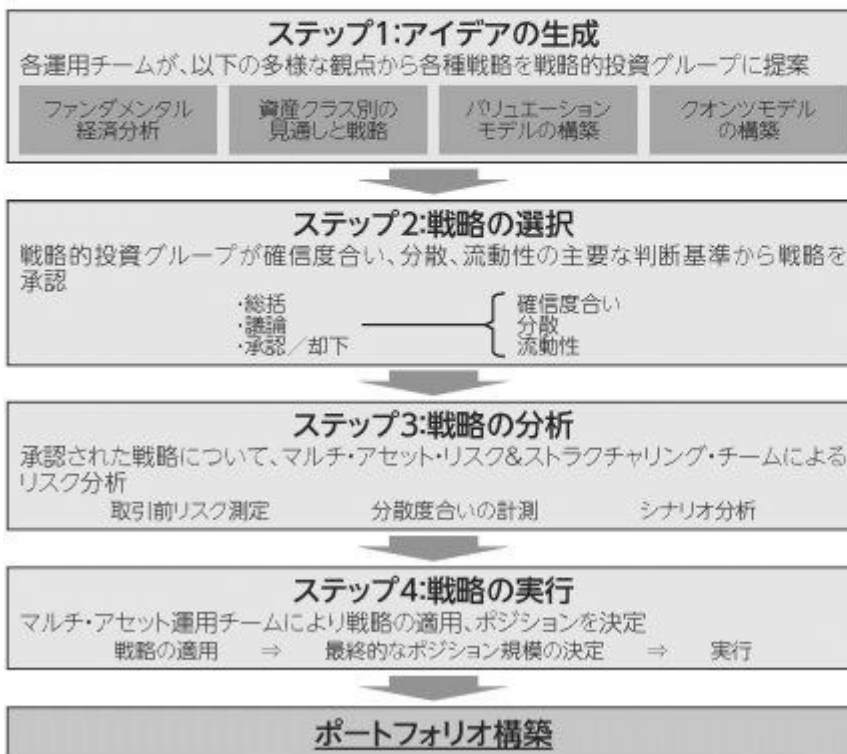 ステップ1:アイデアの生成
各運用チームが、以下の多様な観点から各種戦略を戦略的投資グループに提案
ファンダメンタル
経済分析
資産クラス別の
見通しと戦略
バリュエーション
モデルの構築
クオンツモデル
の構築
ステップ2:戦略の選択
戦略的投資グループが確信度合い、分散、流動性の主要な判断基準から戦略を
承認
・総括
・議論
・承認／却下
確信度合い
分散
流動性
ステップ3:戦略の分析
承認された戦略について、マルチ・アセット・リスク&ストラクチャリング・チームによる
リスク分析
取引前リスク測定 分散度合いの計測 シナリオ分析
ステップ4:戦略の実行
マルチ・アセット運用チームにより戦略の適用、ポジションを決定
戦略の適用 ⇒ 最終的なポジション規模の決定 ⇒ 実行
ポートフォリオ構築